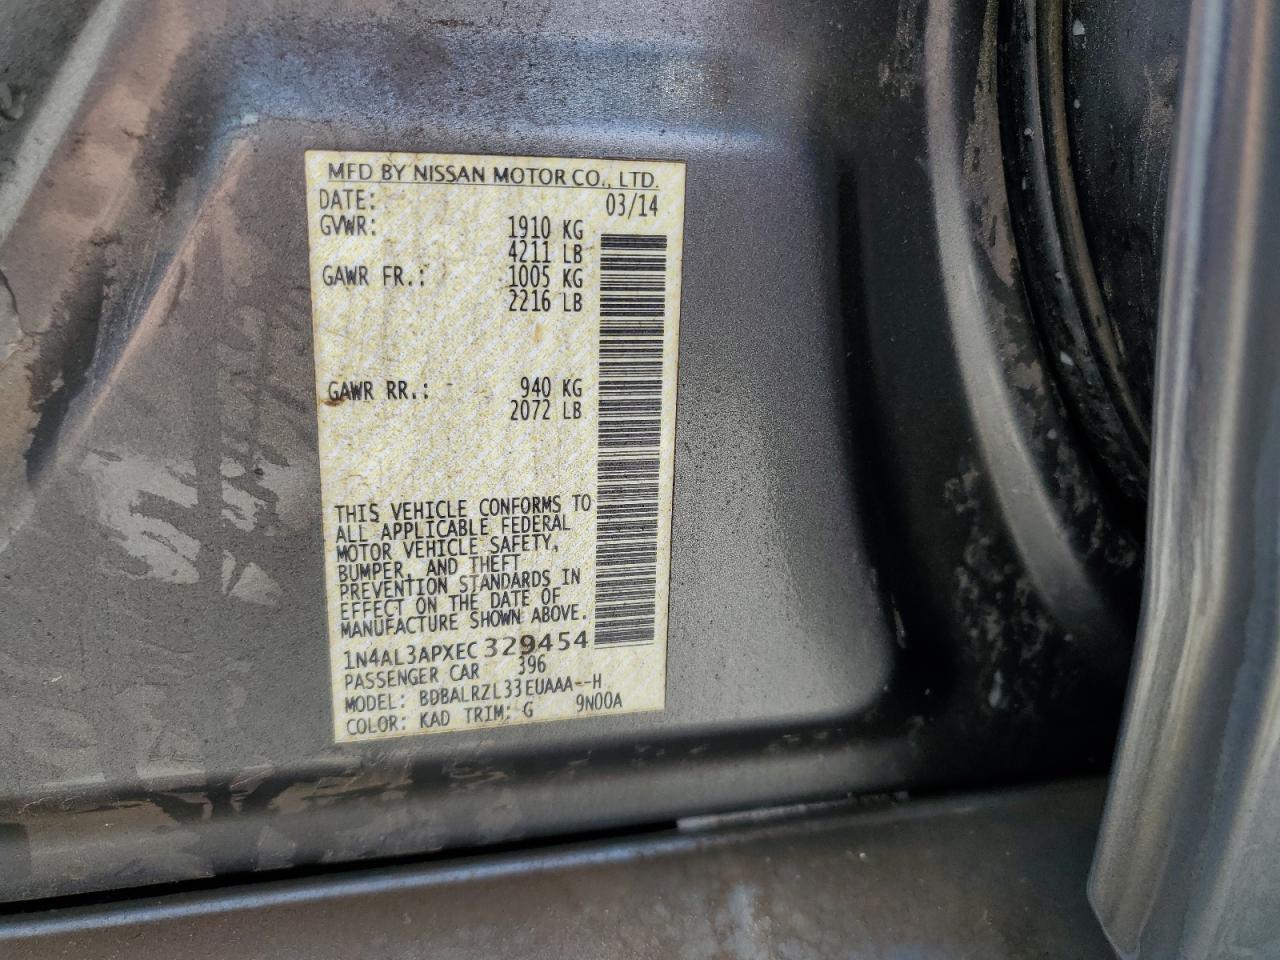 MFD BY NISSAN MOTOR CO., LTD.
DATE: 03/14
GVWR: 1910 KG
4211 LB
GAWR FR.: 1005 KG
2216 LB
GAWR RR.: 940 KG
2072 LB
THIS VEHICLE CONFORMS TO
ALL APPLICABLE FEDERAL
MOTOR VEHICLE SAFETY,
BUMPER, AND THEFT
PREVENTION STANDARDS IN
EFFECT ON THE DATE OF
MANUFACTURE SHOWN ABOVE.
1N4AL3APXEC329454
PASSENGER CAR 396
MODEL: BDBALRZL33EUAAA--H
COLOR: KAD TRIM: G 9N00A